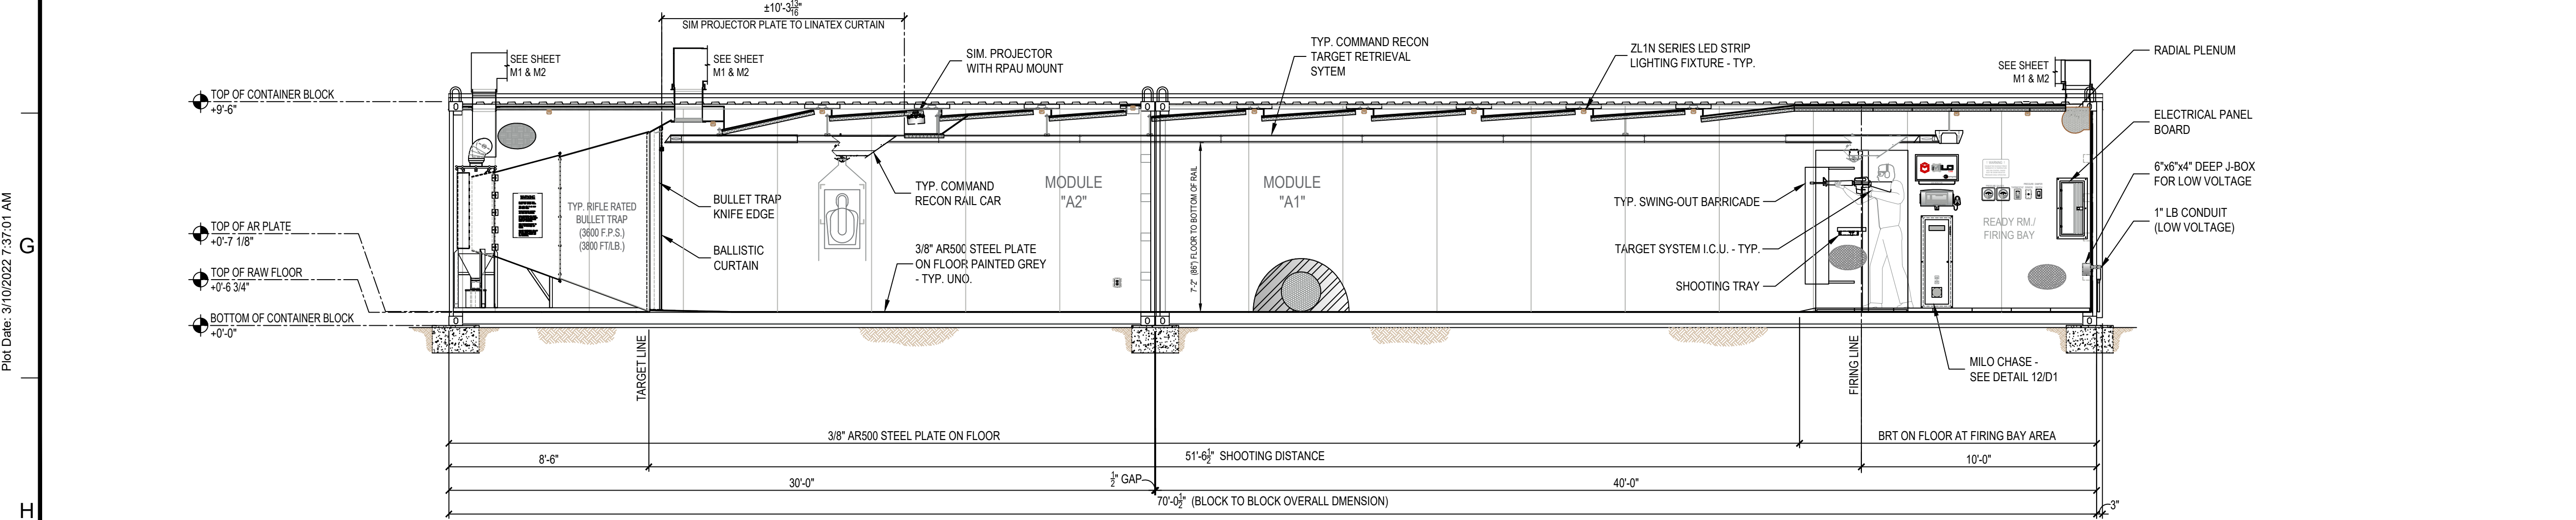 ±10'-3 13/16"
SIM PROJECTOR PLATE TO LINATEX CURTAIN
SEE SHEET
M1 & M2
SEE SHEET
M1 & M2
SIM. PROJECTOR
WITH RPAU MOUNT
TYP. COMMAND RECON
TARGET RETRIEVAL
SYTEM
ZL1N SERIES LED STRIP
LIGHTING FIXTURE - TYP.
SEE SHEET
M1 & M2
RADIAL PLENUM
TOP OF CONTAINER BLOCK
+9'-6"
ELECTRICAL PANEL
BOARD
6"x6"x4" DEEP J-BOX
FOR LOW VOLTAGE
1" LB CONDUIT
(LOW VOLTAGE)
TOP OF AR PLATE
+0'-7 1/8"
TOP OF RAW FLOOR
+0'-6 3/4"
BOTTOM OF CONTAINER BLOCK
+0'-0"
TYP. RIFLE RATED
BULLET TRAP
(3600 F.P.S.)
(3800 FT/LB.)
BULLET TRAP
KNIFE EDGE
BALLISTIC
CURTAIN
TYP. COMMAND
RECON RAIL CAR
3/8" AR500 STEEL PLATE
ON FLOOR PAINTED GREY
- TYP. UNO.
MODULE
"A2"
7'-2" (86") FLOOR TO BOTTOM OF RAIL
MODULE
"A1"
TYP. SWING-OUT BARRICADE
TARGET SYSTEM I.C.U. - TYP.
SHOOTING TRAY
READY RM./
FIRING BAY
MILO CHASE -
SEE DETAIL 12/D1
TARGET LINE
FIRING LINE
3/8" AR500 STEEL PLATE ON FLOOR
BRT ON FLOOR AT FIRING BAY AREA
8'-6"
51'-6 1/2" SHOOTING DISTANCE
10'-0"
30'-0"
1/2" GAP
40'-0"
70'-0 1/2" (BLOCK TO BLOCK OVERALL DMENSION)
3"
Plot Date: 3/10/2022 7:37:01 AM
G
H